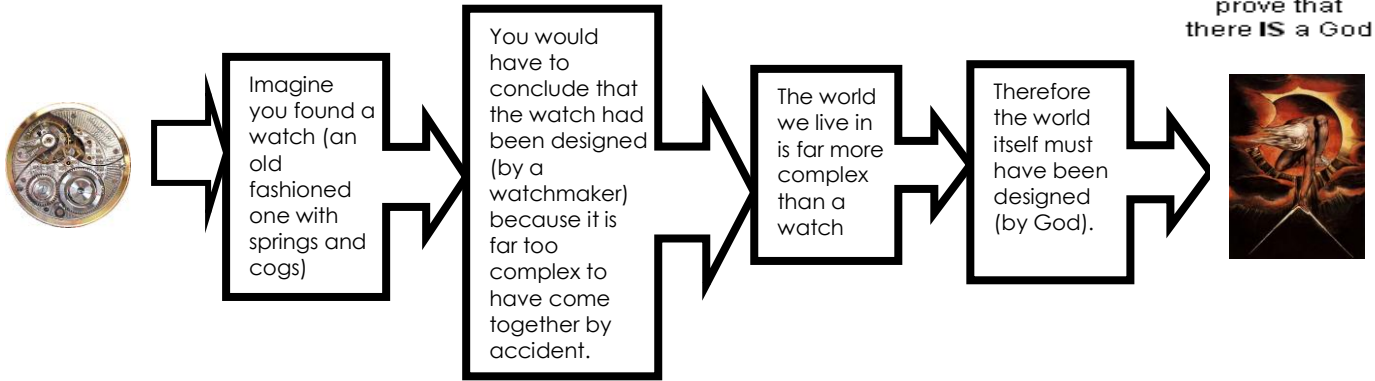 prove that
there IS a God
Imagine
you found a
watch (an
old
fashioned
one with
springs and
cogs)
You would
have to
conclude that
the watch had
been designed
(by a
watchmaker)
because it is
far too
complex to
have come
together by
accident.
The world
we live in
is far more
complex
than a
watch
Therefore
the world
itself must
have been
designed
(by God).